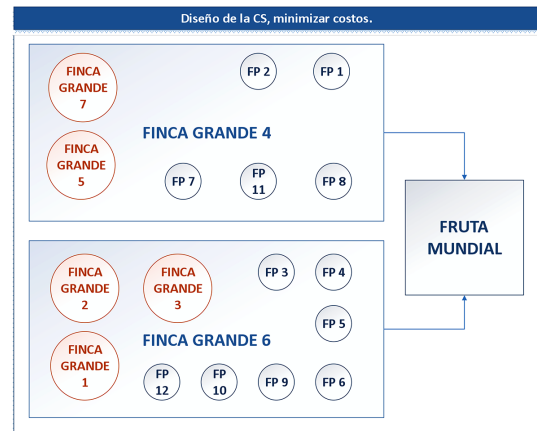 Diseño de la CS, minimizar costos.
FINCA
GRANDE
7
FP 2
FP 1
FINCA GRANDE 4
FINCA
GRANDE
5
FP 7
FP
11
FP 8
FRUTA
MUNDIAL
FINCA
GRANDE
2
FINCA
GRANDE
3
FP 3
FP 4
FP 5
FINCA GRANDE 6
FINCA
GRANDE
1
FP
12
FP
10
FP 9
FP 6